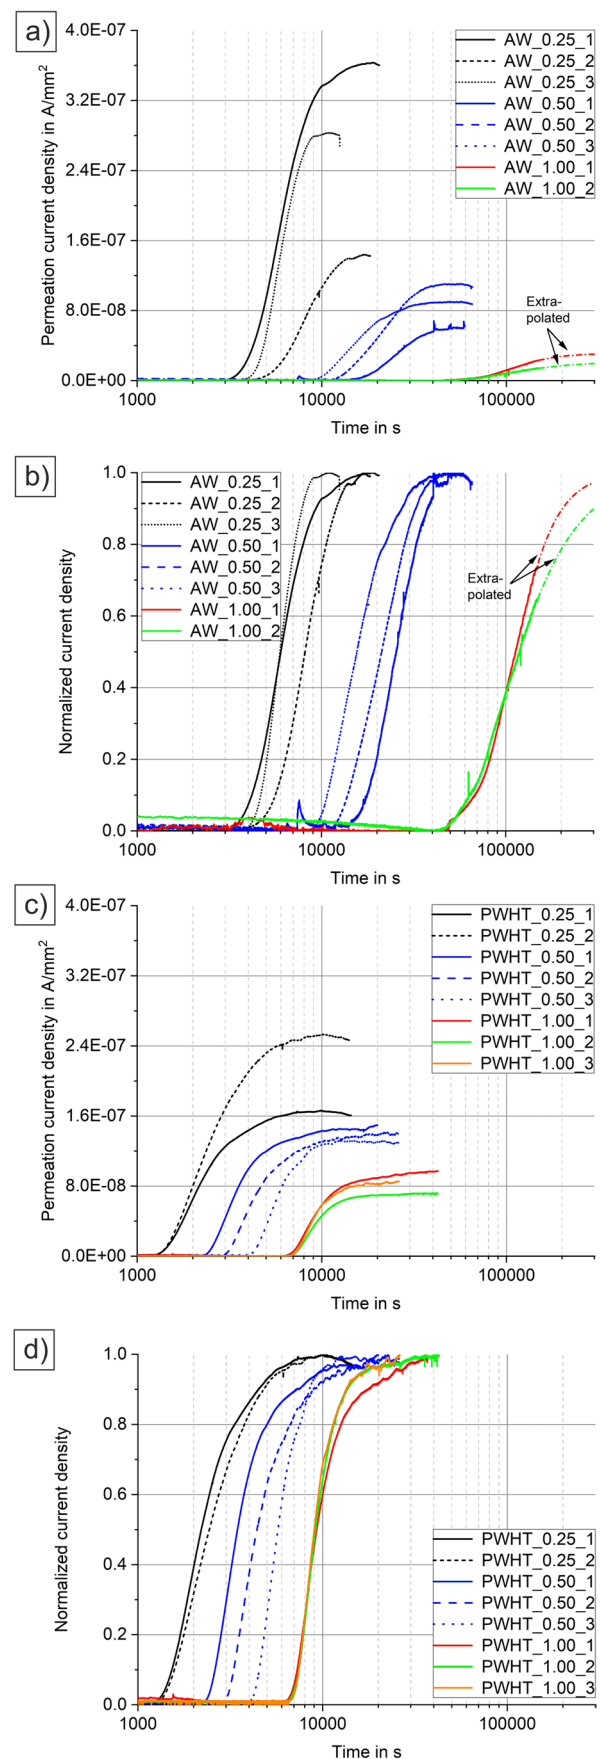 a)
Permeation current density in A/mm²
4.0E-07
3.2E-07
2.4E-07
1.6E-07
8.0E-08
0.0E+00
AW_0.25_1
AW_0.25_2
AW_0.25_3
AW_0.50_1
AW_0.50_2
AW_0.50_3
AW_1.00_1
AW_1.00_2
Extra-
polated
1000
10000
100000
Time in s
b)
Normalized current density
1.0
0.8
0.6
0.4
0.2
0.0
AW_0.25_1
AW_0.25_2
AW_0.25_3
AW_0.50_1
AW_0.50_2
AW_0.50_3
AW_1.00_1
AW_1.00_2
Extra-
polated
1000
10000
100000
Time in s
c)
Permeation current density in A/mm²
4.0E-07
3.2E-07
2.4E-07
1.6E-07
8.0E-08
0.0E+00
PWHT_0.25_1
PWHT_0.25_2
PWHT_0.50_1
PWHT_0.50_2
PWHT_0.50_3
PWHT_1.00_1
PWHT_1.00_2
PWHT_1.00_3
1000
10000
100000
Time in s
d)
Normalized current density
1.0
0.8
0.6
0.4
0.2
0.0
PWHT_0.25_1
PWHT_0.25_2
PWHT_0.50_1
PWHT_0.50_2
PWHT_0.50_3
PWHT_1.00_1
PWHT_1.00_2
PWHT_1.00_3
1000
10000
100000
Time in s